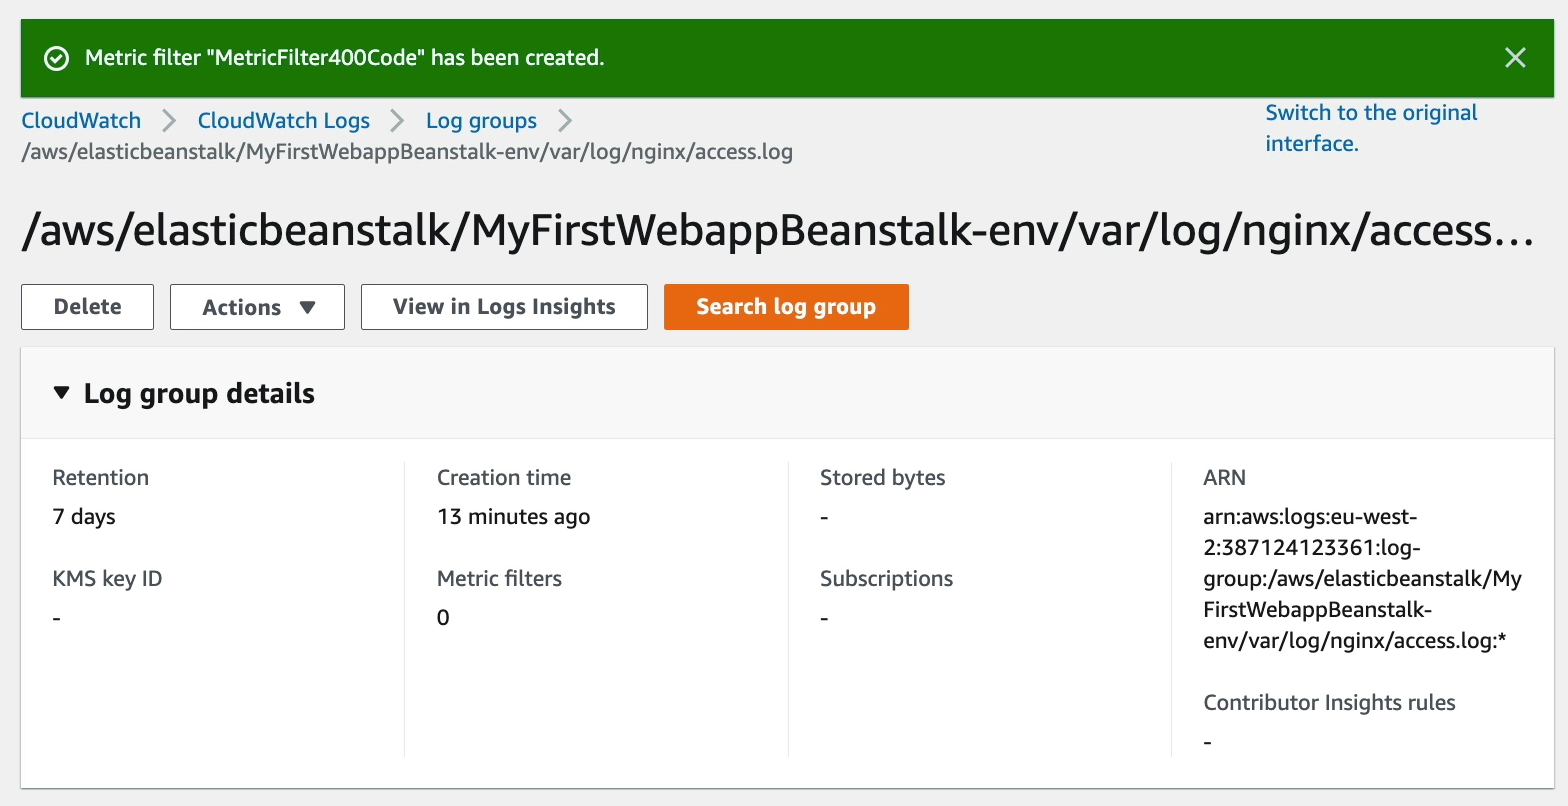 Metric filter "MetricFilter400Code" has been created.
CloudWatch
CloudWatch Logs
Log groups
/aws/elasticbeanstalk/MyFirstWebappBeanstalk-env/var/log/nginx/access.log
Switch to the original
interface.
/aws/elasticbeanstalk/MyFirstWebappBeanstalk-env/var/log/nginx/access...
Delete
Actions
View in Logs Insights
Search log group
Log group details
Retention
7 days
KMS key ID
-
Creation time
13 minutes ago
Metric filters
0
Stored bytes
-
Subscriptions
-
ARN
arn:aws:logs:eu-west-
2:387124123361:log-
group:/aws/elasticbeanstalk/My
FirstWebappBeanstalk-
env/var/log/nginx/access.log:*
Contributor Insights rules
-